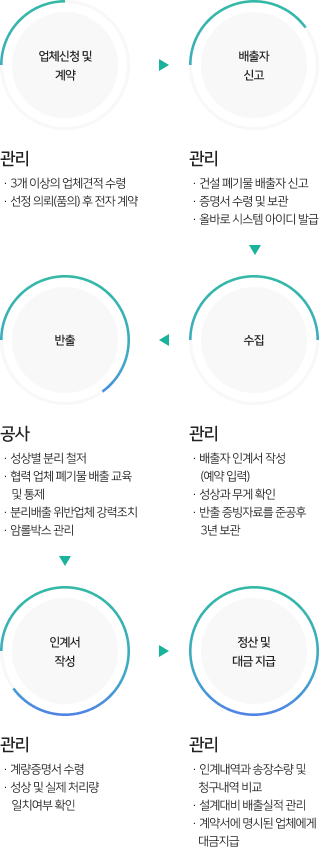 업체신청 및
계약
관리
· 3개 이상의 업체견적 수령
· 선정 의뢰(품의) 후 전자 계약
배출자
신고
관리
· 건설 폐기물 배출자 신고
· 증명서 수령 및 보관
· 올바로 시스템 아이디 발급
수집
관리
· 배출자 인계서 작성
(예약 입력)
· 성상과 무게 확인
· 반출 증빙자료를 준공후
3년 보관
반출
공사
· 성상별 분리 철저
· 협력 업체 폐기물 배출 교육
및 통제
· 분리배출 위반업체 강력조치
· 암롤박스 관리
인계서
작성
관리
· 계량증명서 수령
· 성상 및 실제 처리량
일치여부 확인
정산 및
대금 지급
관리
· 인계내역과 송장수량 및
청구내역 비교
· 설계대비 배출실적 관리
· 계약서에 명시된 업체에게
대금지급